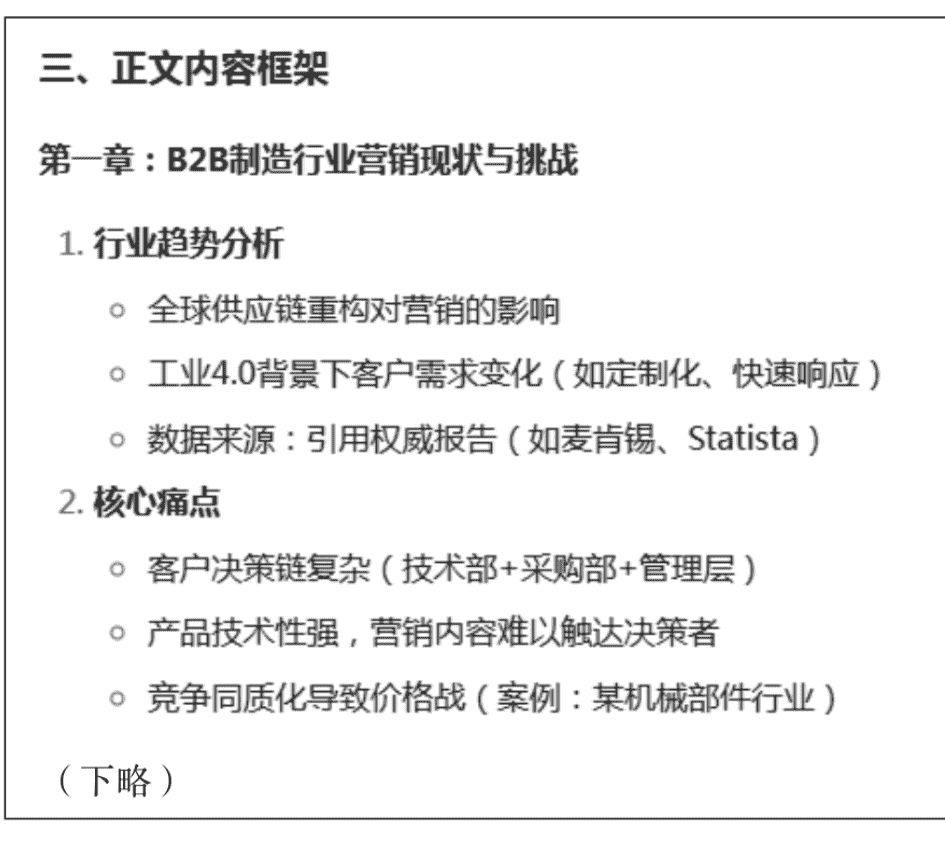 三、正文内容框架
第一章：B2B制造行业营销现状与挑战
1. 行业趋势分析
○ 全球供应链重构对营销的影响
○ 工业4.0背景下客户需求变化（如定制化、快速响应）
○ 数据来源：引用权威报告（如麦肯锡、Statista）
2. 核心痛点
○ 客户决策链复杂（技术部+采购部+管理层）
○ 产品技术性强，营销内容难以触达决策者
○ 竞争同质化导致价格战（案例：某机械部件行业）
（下略）